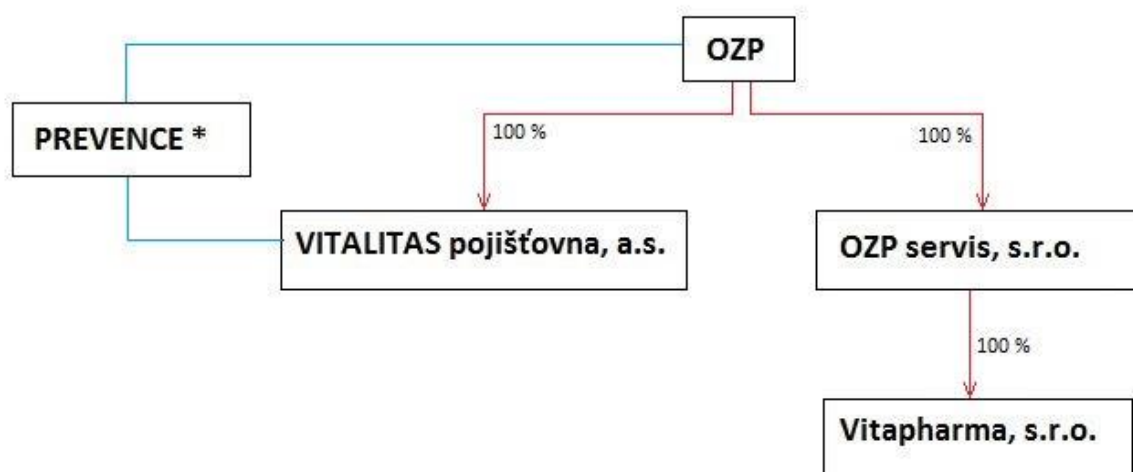 OZP
PREVENCE *
100 %
100 %
VITALITAS pojišťovna, a.s.
OZP servis, s.r.o.
100 %
Vitapharma, s.r.o.